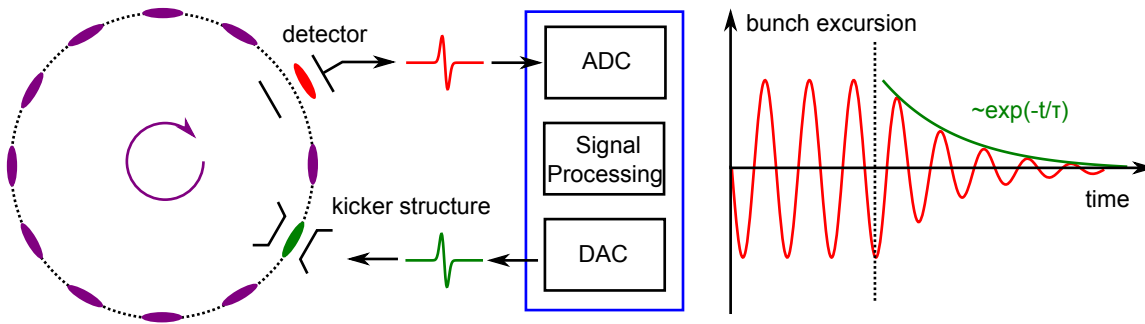 detector
ADC
Signal
Processing
kicker structure
DAC
bunch excursion
~exp(-t/τ)
time